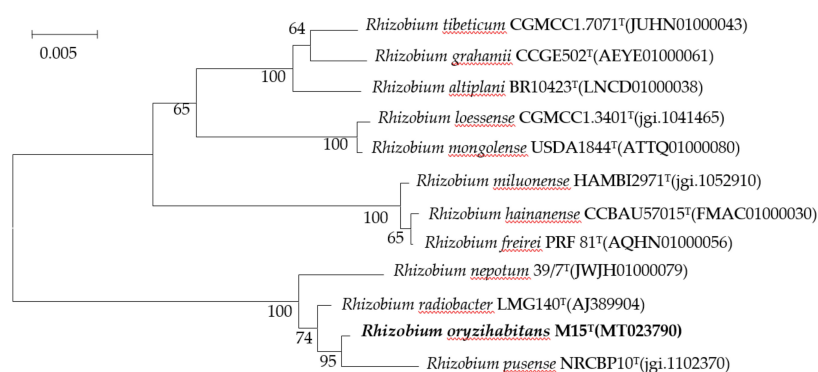 64
Rhizobium tibeticum CGMCC1.7071ᵀ(JUHN01000043)
0.005
Rhizobium grahamii CCGE502ᵀ(AEYE01000061)
100
Rhizobium altiplani BR10423ᵀ(LNCD01000038)
65
Rhizobium loessense CGMCC1.3401ᵀ(jgi.1041465)
100
Rhizobium mongolense USDA1844ᵀ(ATTQ01000080)
Rhizobium miluonense HAMBI2971ᵀ(jgi.1052910)
100
Rhizobium hainanense CCBAU57015ᵀ(FMAC01000030)
65
Rhizobium freirei PRF 81ᵀ(AQHN01000056)
Rhizobium nepotum 39/7ᵀ(JWJH01000079)
100
Rhizobium radiobacter LMG140ᵀ(AJ389904)
74
Rhizobium oryzihabitans M15ᵀ(MT023790)
95
Rhizobium pusense NRCBP10ᵀ(jgi.1102370)